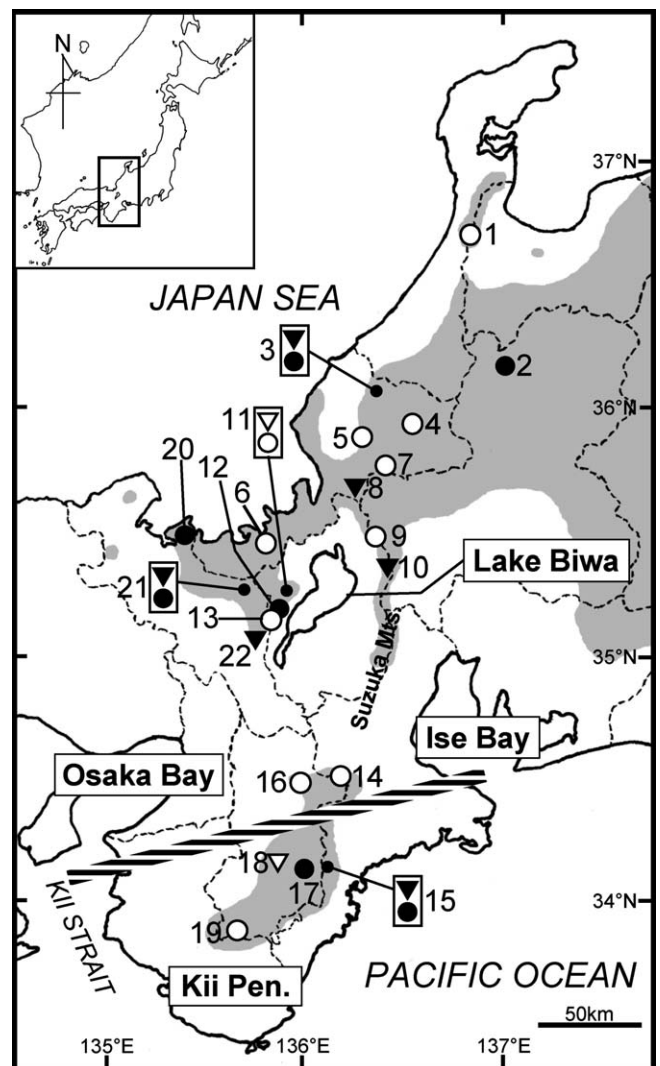 N
37°N
1
JAPAN SEA
3
2
36°N
11
5
4
20
12
7
6
8
9
10
Lake Biwa
21
13
22
35°N
Suzuka Mts.
Ise Bay
Osaka Bay
16
14
18
17
15
34°N
KII STRAIT
19
Kii Pen.
PACIFIC OCEAN
50km
135°E
136°E
137°E